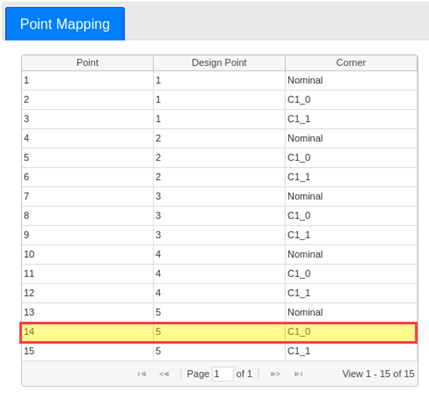 Point Mapping
Point Design Point Corner
1 1 Nominal
2 1 C1_0
3 1 C1_1
4 2 Nominal
5 2 C1_0
6 2 C1_1
7 3 Nominal
8 3 C1_0
9 3 C1_1
10 4 Nominal
11 4 C1_0
12 4 C1_1
13 5 Nominal
14 5 C1_0
15 5 C1_1
Page 1 of 1 View 1 - 15 of 15